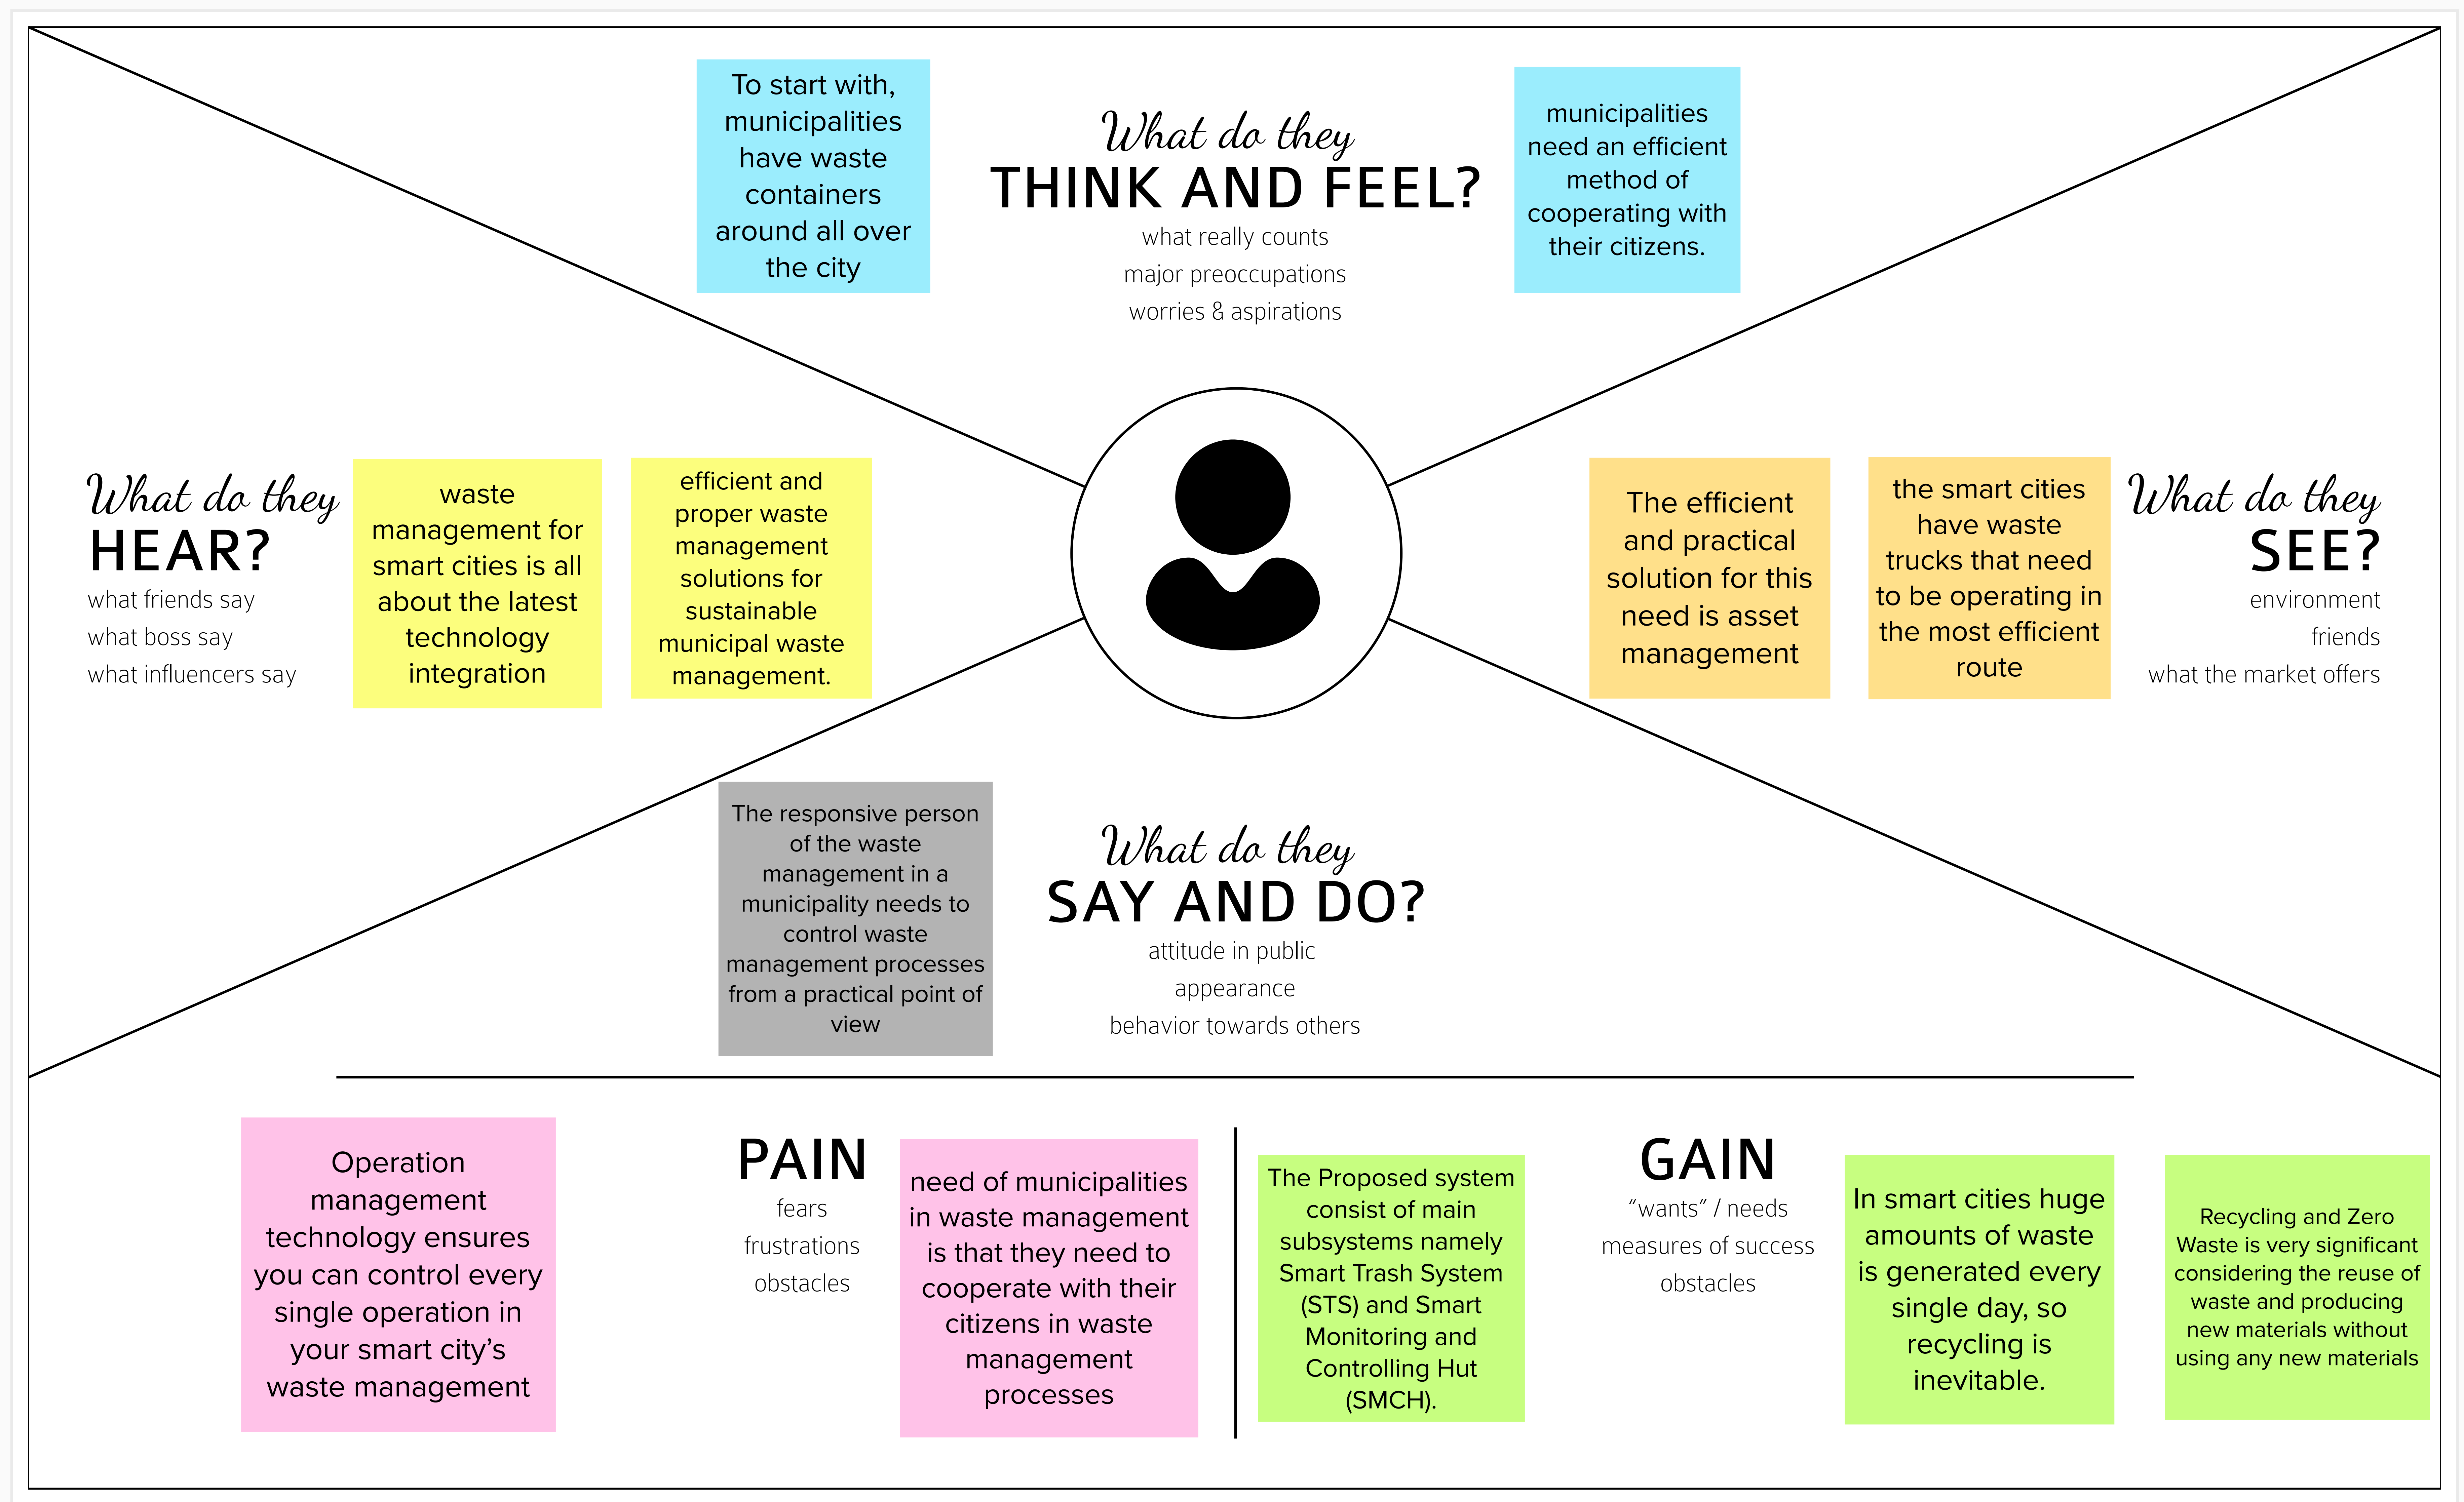 To start with,
municipalities
have waste
containers
around all over
the city
What do they
THINK AND FEEL?
what really counts
major preoccupations
worries & aspirations
municipalities
need an efficient
method of
cooperating with
their citizens.
What do they
HEAR?
what friends say
what boss say
what influencers say
waste
management for
smart cities is all
about the latest
technology
integration
efficient and
proper waste
management
solutions for
sustainable
municipal waste
management.
The efficient
and practical
solution for this
need is asset
management
the smart cities
have waste
trucks that need
to be operating in
the most efficient
route
What do they
SEE?
environment
friends
what the market offers
The responsive person
of the waste
management in a
municipality needs to
control waste
management processes
from a practical point of
view
What do they
SAY AND DO?
attitude in public
appearance
behavior towards others
Operation
management
technology ensures
you can control every
single operation in
your smart city’s
waste management
PAIN
fears
frustrations
obstacles
need of municipalities
in waste management
is that they need to
cooperate with their
citizens in waste
management
processes
The Proposed system
consist of main
subsystems namely
Smart Trash System
(STS) and Smart
Monitoring and
Controlling Hut
(SMCH).
GAIN
“wants” / needs
measures of success
obstacles
In smart cities huge
amounts of waste
is generated every
single day, so
recycling is
inevitable.
Recycling and Zero
Waste is very significant
considering the reuse of
waste and producing
new materials without
using any new materials